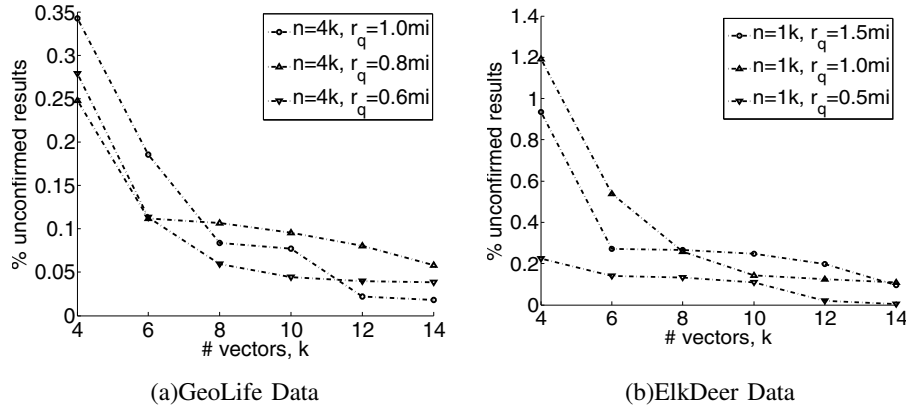 0.35
0.3
0.25
0.2
0.15
0.1
0.05
0
% unconfirmed results
n=4k, r_q=1.0mi
n=4k, r_q=0.8mi
n=4k, r_q=0.6mi
4 6 8 10 12 14
# vectors, k
(a)GeoLife Data
1.4
1.2
1
0.8
0.6
0.4
0.2
0
% unconfirmed results
n=1k, r_q=1.5mi
n=1k, r_q=1.0mi
n=1k, r_q=0.5mi
4 6 8 10 12 14
# vectors, k
(b)ElkDeer Data